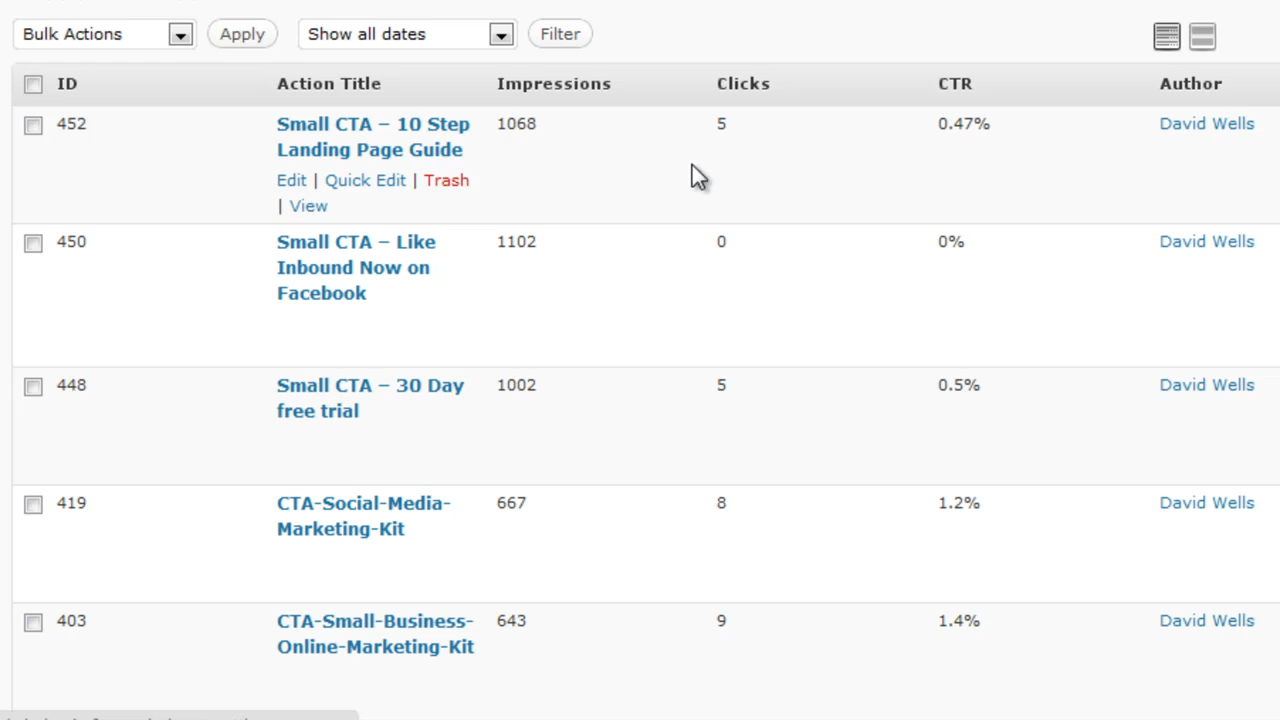 Bulk Actions Apply Show all dates Filter
ID Action Title Impressions Clicks CTR Author
452 Small CTA – 10 Step 1068 5 0.47% David Wells
Landing Page Guide
Edit | Quick Edit | Trash
| View
450 Small CTA – Like 1102 0 0% David Wells
Inbound Now on
Facebook
448 Small CTA – 30 Day 1002 5 0.5% David Wells
free trial
419 CTA-Social-Media- 667 8 1.2% David Wells
Marketing-Kit
403 CTA-Small-Business- 643 9 1.4% David Wells
Online-Marketing-Kit